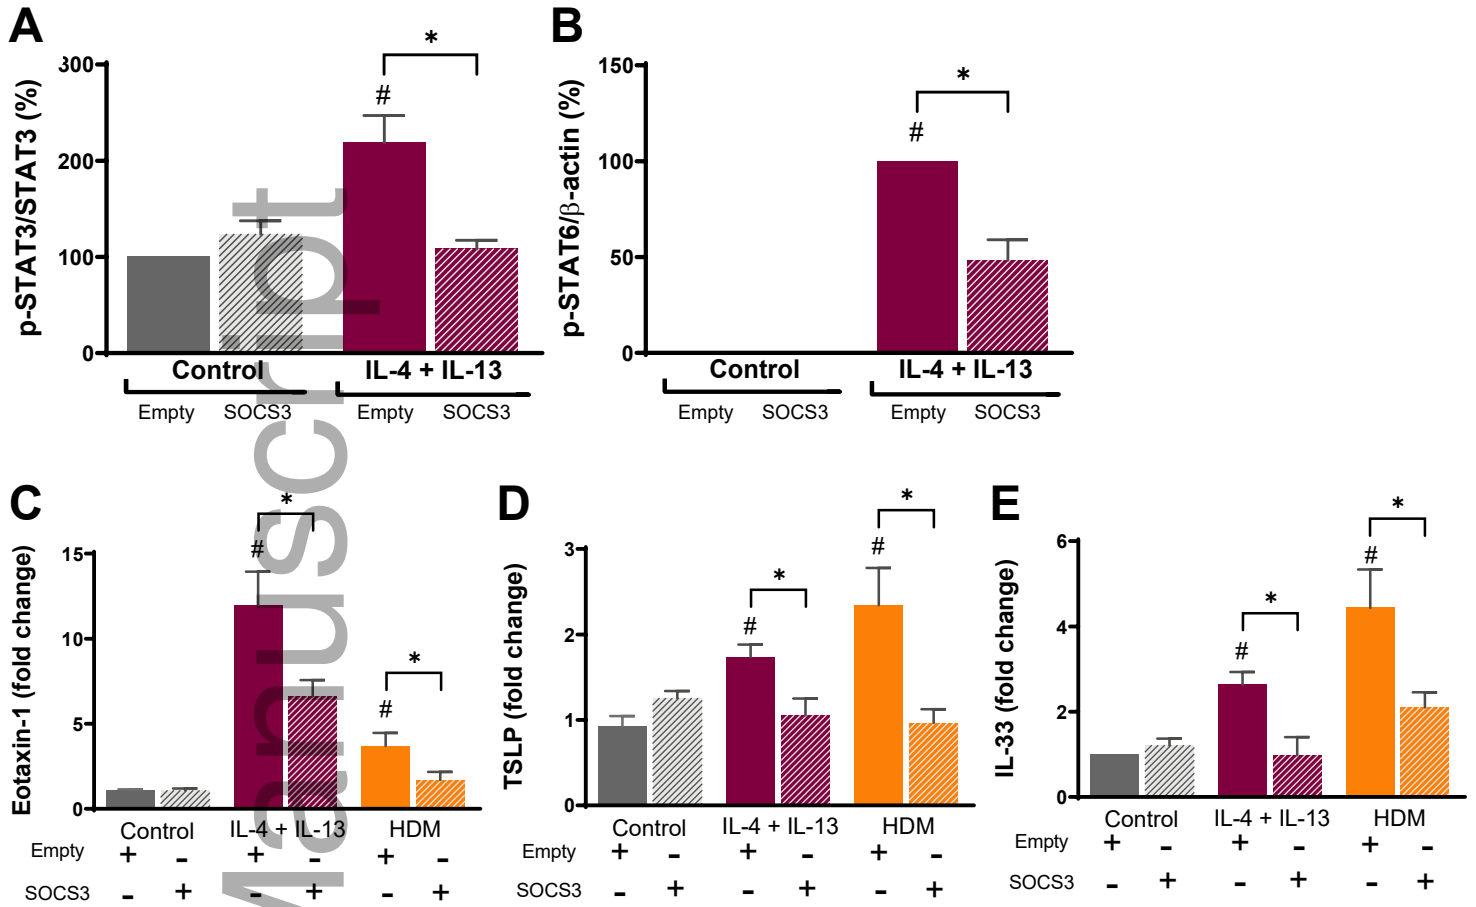 A
p-STAT3/STAT3 (%)
300
200
100
0
*
#
Control
IL-4 + IL-13
Empty SOCS3 Empty SOCS3
B
p-STAT6/β-actin (%)
150
100
50
0
*
#
Control
IL-4 + IL-13
Empty SOCS3 Empty SOCS3
C
Eotaxin-1 (fold change)
15
10
5
0
*
#
*
#
Control IL-4 + IL-13 HDM
Empty + - + - + -
SOCS3 - + - + - +
D
TSLP (fold change)
3
2
1
0
*
#
*
#
Control IL-4 + IL-13 HDM
Empty + - + - + -
SOCS3 - + - + - +
E
IL-33 (fold change)
6
4
2
0
*
#
*
#
Control IL-4 + IL-13 HDM
Empty + - + - + -
SOCS3 - + - + - +
Manuscript